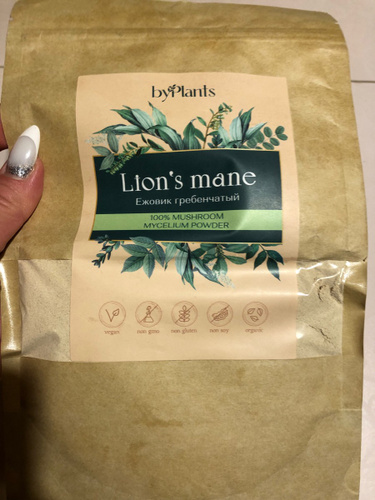 byPlants
Lion's mane
Ежовик гребенчатый
100% MUSHROOM
MYCELIUM POWDER
vegan
non gmo
non gluten
non soy
organic